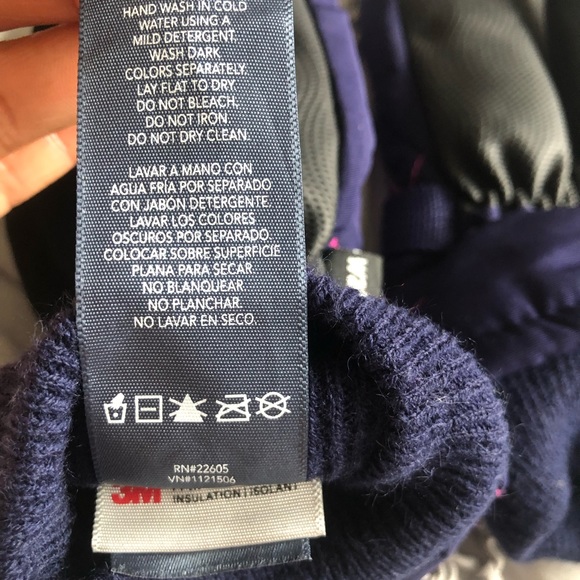 HAND WASH IN COLD
WATER USING A
MILD DETERGENT.
WASH DARK
COLORS SEPARATELY.
LAY FLAT TO DRY
DO NOT BLEACH.
DO NOT IRON.
DO NOT DRY CLEAN.
LAVAR A MANO CON
AGUA FRÍA POR SEPARADO
CON JABÓN DETERGENTE.
LAVAR LOS COLORES
OSCUROS POR SEPARADO.
COLOCAR SOBRE SUPERFICIE
PLANA PARA SECAR.
NO BLANQUEAR
NO PLANCHAR.
NO LAVAR EN SECO.
RN#22605
VN#1121506
3M
INSULATION | ISOLANT